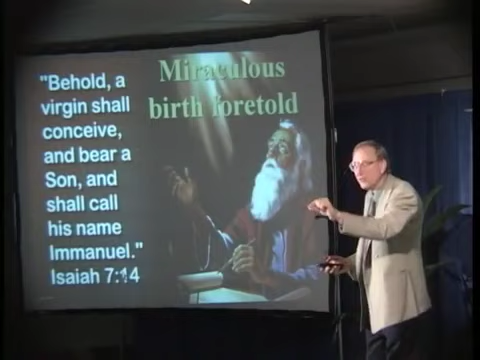 Miraculous
birth foretold
"Behold, a
virgin shall
conceive,
and bear a
Son, and
shall call
his name
Immanuel."
Isaiah 7:14